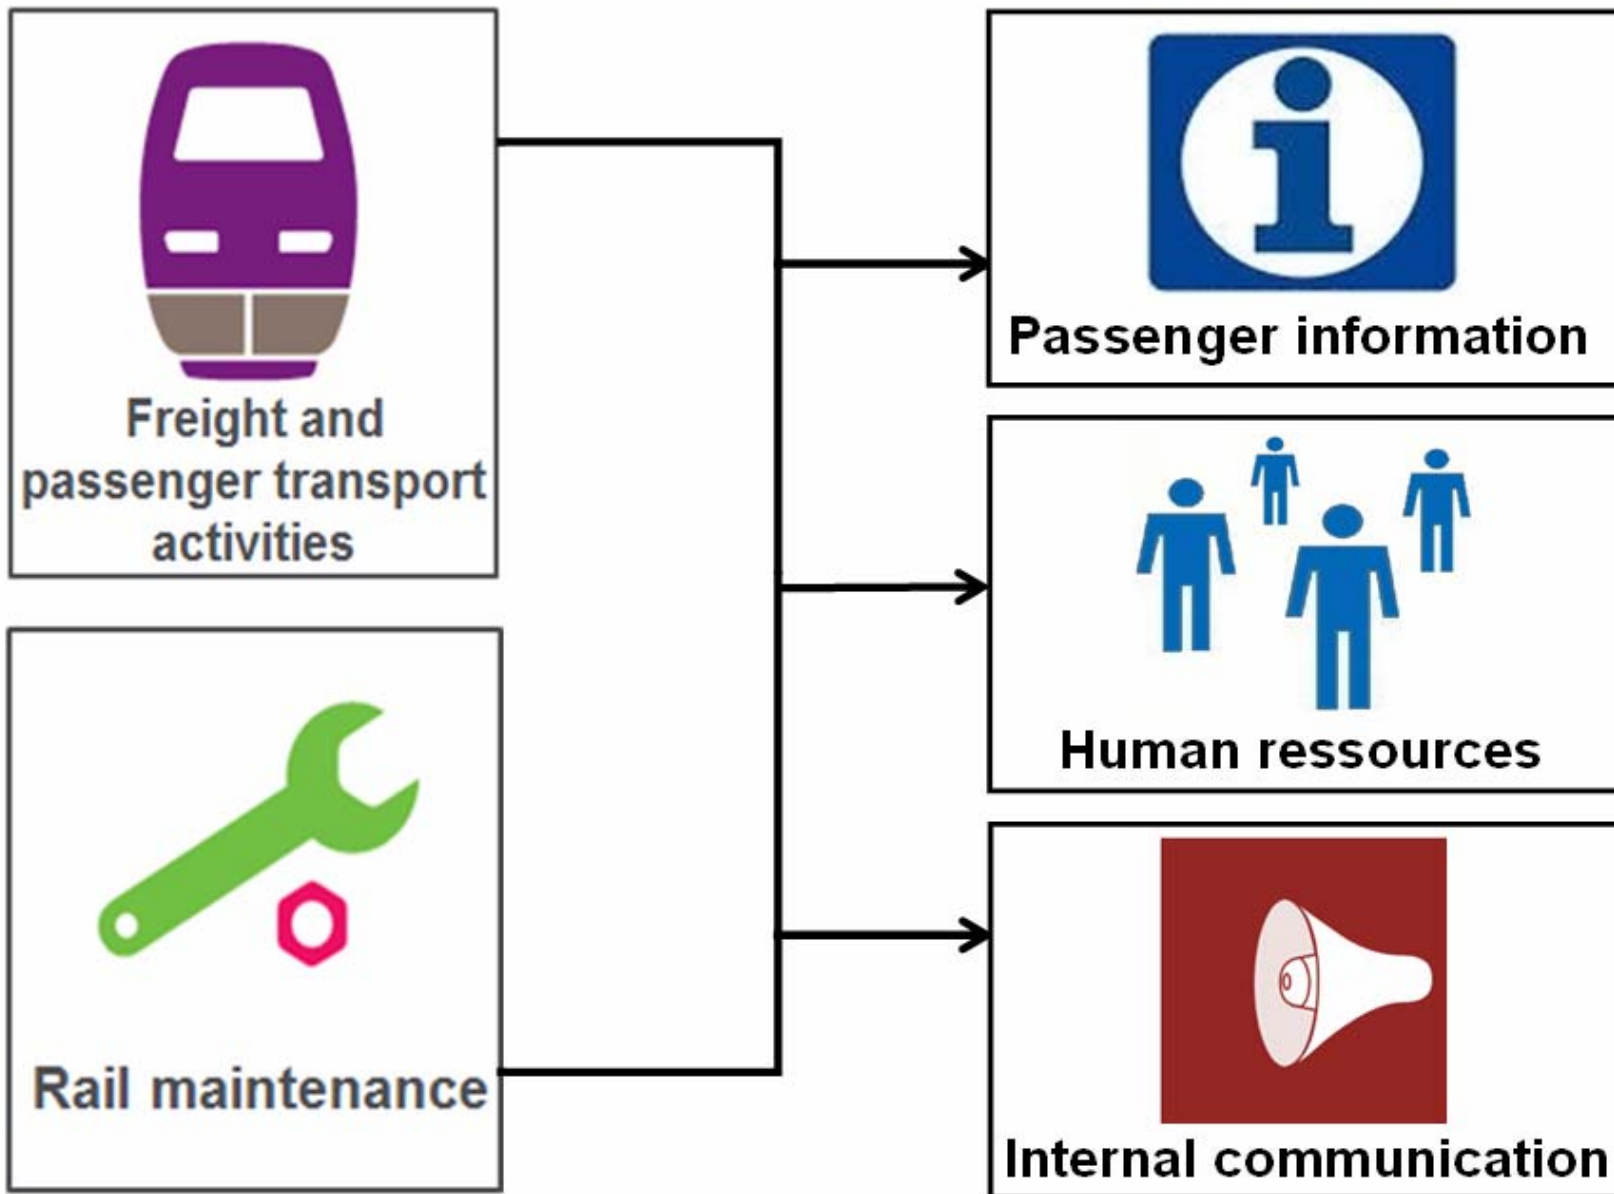 Freight and
passenger transport
activities
Rail maintenance
Passenger information
Human ressources
Internal communication